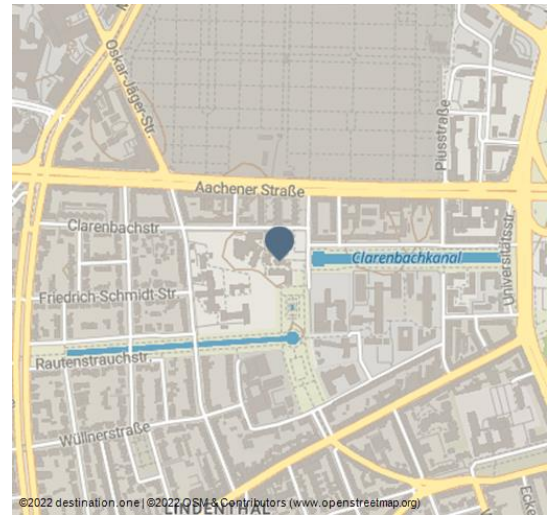 Oskar-Jäger-Str.
Piusstraße
Aachener Straße
Clarenbachstr.
Clarenbachkanal
Universitätsstr.
Friedrich-Schmidt-Str.
Rautenstrauchstr.
Wüllnerstraße
©2022 destination.one | ©2022 OSM & Contributors (www.openstreetmap.org)
LINDENTHAL